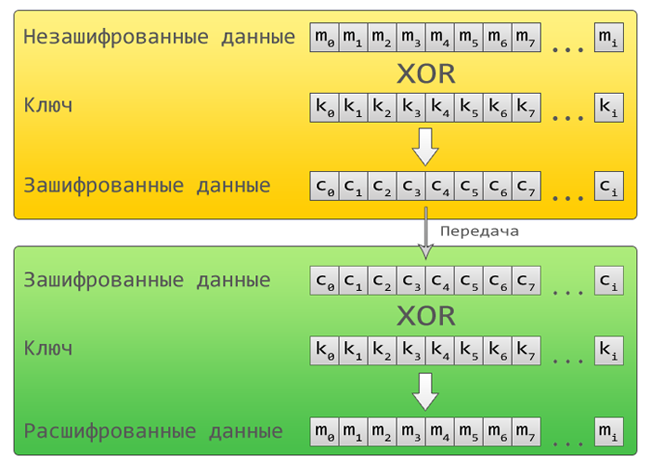 Незашифрованные данные m₀ m₁ m₂ m₃ m₄ m₅ m₆ m₇ ... mᵢ
XOR
Ключ k₀ k₁ k₂ k₃ k₄ k₅ k₆ k₇ ... kᵢ
Зашифрованные данные c₀ c₁ c₂ c₃ c₄ c₅ c₆ c₇ ... cᵢ
Передача
Зашифрованные данные c₀ c₁ c₂ c₃ c₄ c₅ c₆ c₇ ... cᵢ
XOR
Ключ k₀ k₁ k₂ k₃ k₄ k₅ k₆ k₇ ... kᵢ
Расшифрованные данные m₀ m₁ m₂ m₃ m₄ m₅ m₆ m₇ ... mᵢ